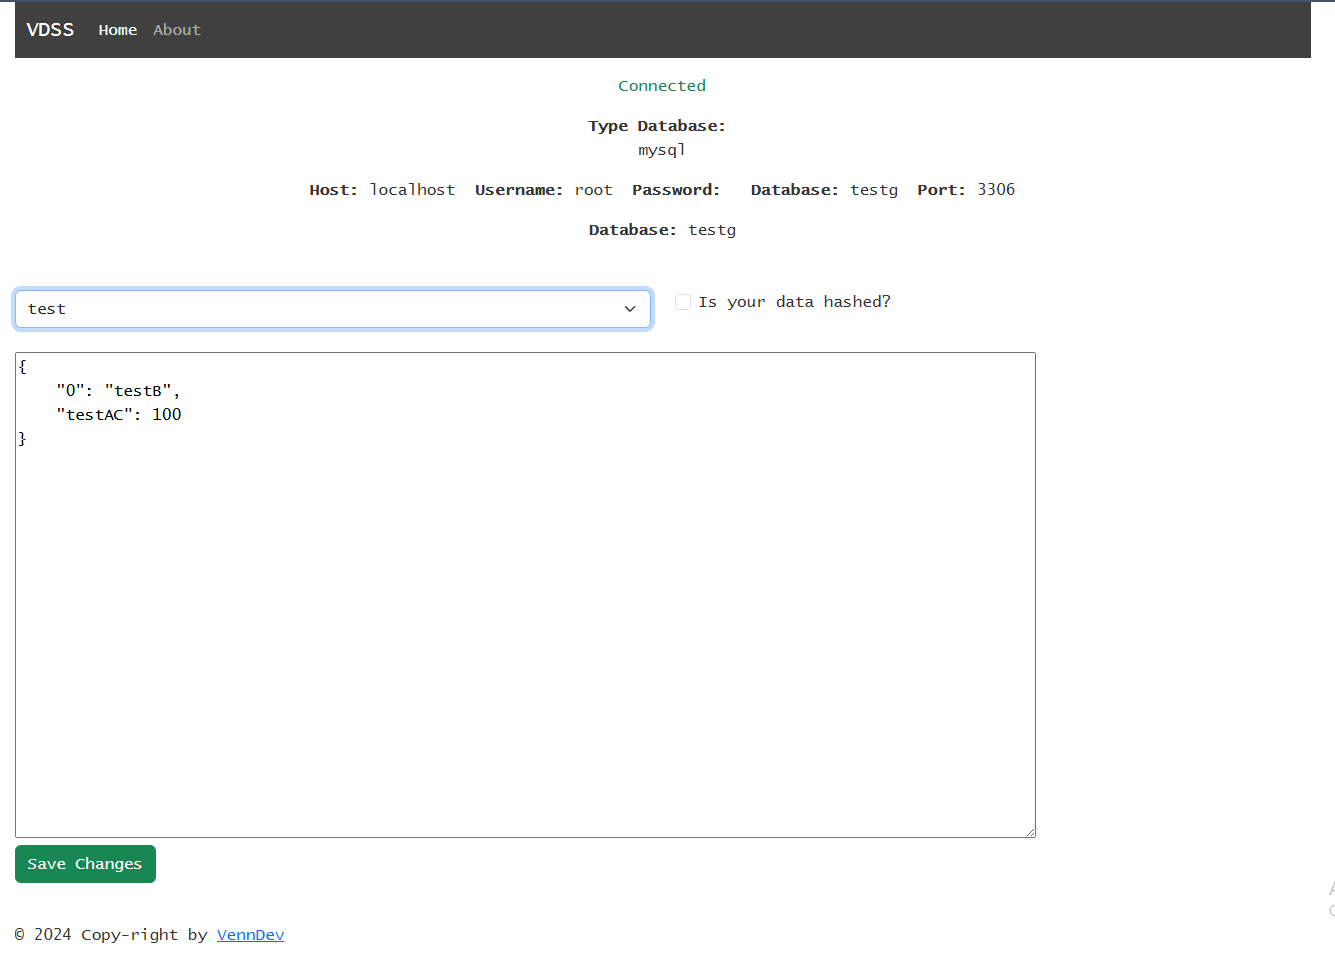 VDSS Home About
Connected
Type Database:
mysql
Host: localhost Username: root Password: Database: testg Port: 3306
Database: testg
test
Is your data hashed?
{
    "0": "testB",
    "testAC": 100
}
Save Changes
© 2024 Copy-right by VennDev